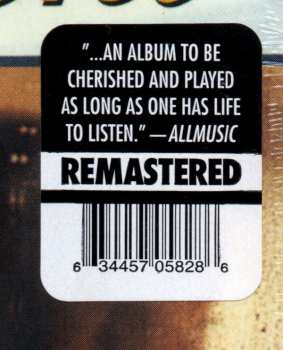 "...AN ALBUM TO BE
CHERISHED AND PLAYED
AS LONG AS ONE HAS LIFE
TO LISTEN." — ALLMUSIC
REMASTERED
6 34457 05828 6